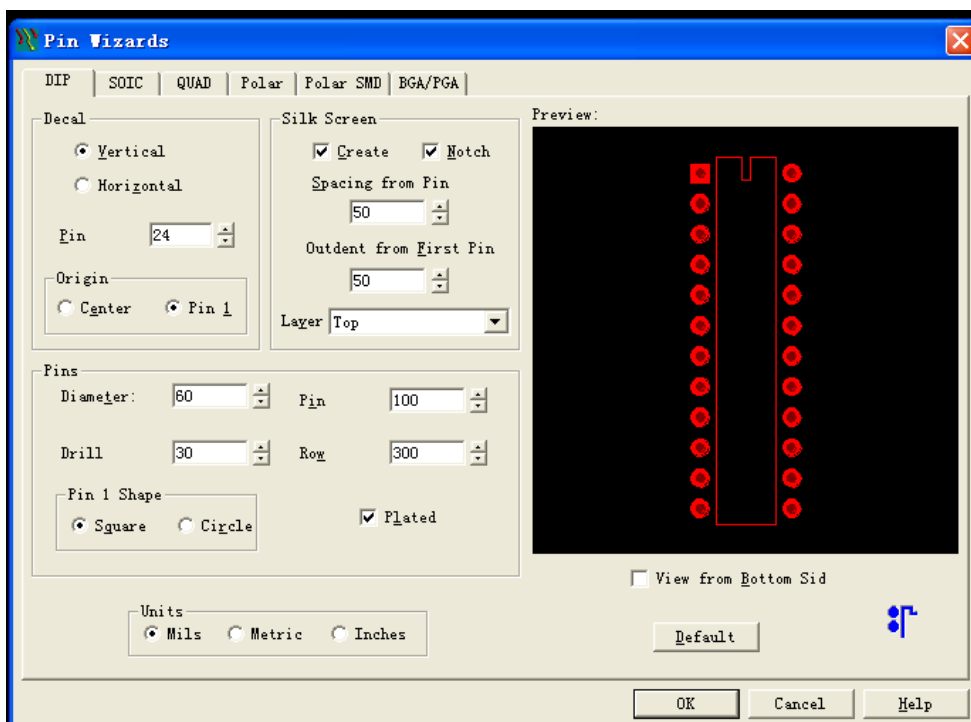 Pin Wizards
DIP SOIC QUAD Polar Polar SMD BGA/PGA
Decal
Vertical
Horizontal
Pin 24
Origin
Center Pin 1
Silk Screen
Create Notch
Spacing from Pin
50
Outdent from First Pin
50
Layer Top
Preview:
Pins
Diameter: 60 Pin 100
Drill 30 Row 300
Pin 1 Shape
Square Circle
Plated
View from Bottom Sid
Units
Mils Metric Inches
Default
OK Cancel Help